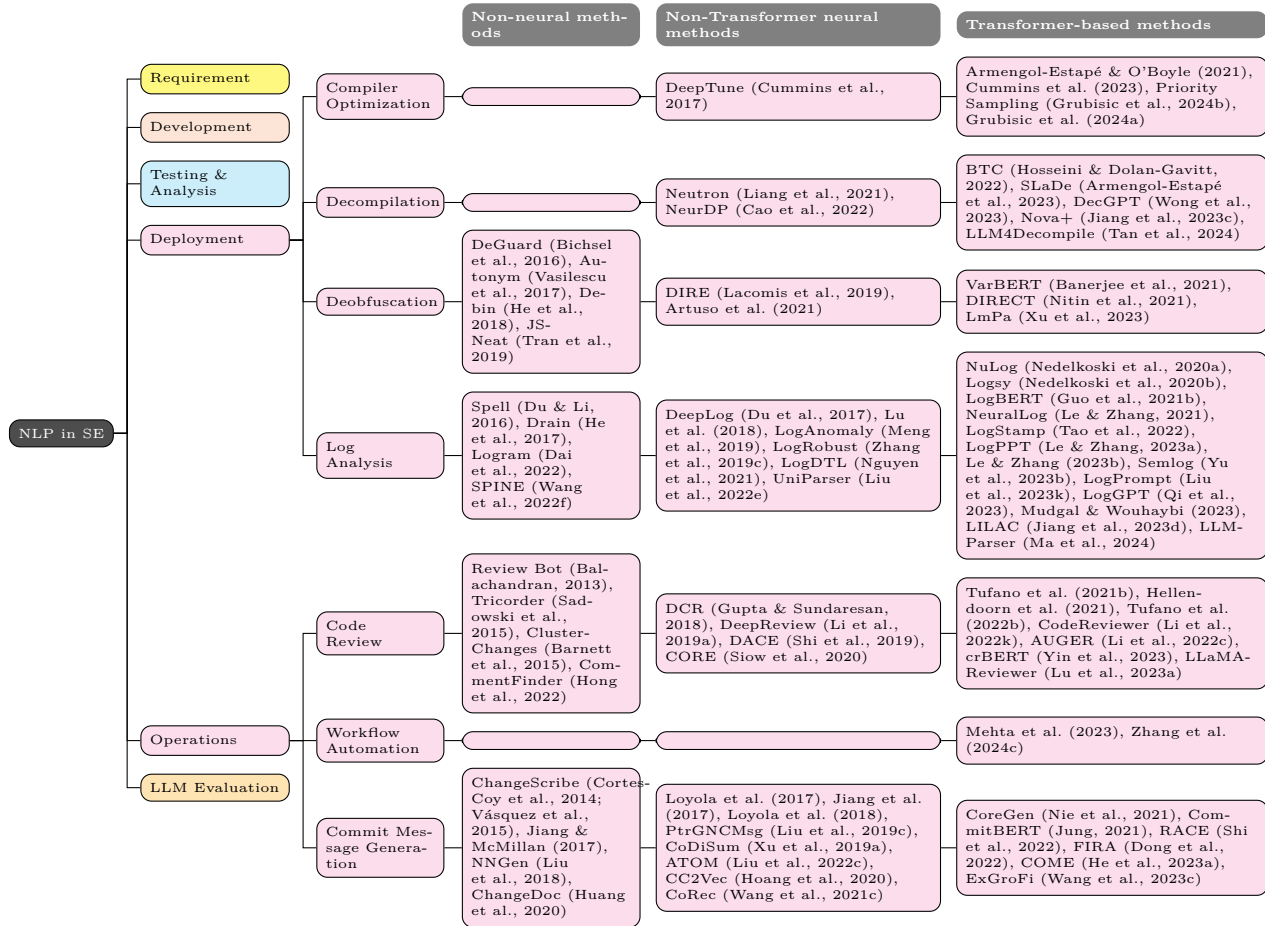 Non-neural meth-
ods
Non-Transformer neural
methods
Transformer-based methods
NLP in SE
Requirement
Development
Testing &
Analysis
Deployment
Operations
LLM Evaluation
Compiler
Optimization
DeepTune (Cummins et al.,
2017)
Armengol-Estapé & O'Boyle (2021),
Cummins et al. (2023), Priority
Sampling (Grubisic et al., 2024b),
Grubisic et al. (2024a)
Decompilation
Neutron (Liang et al., 2021),
NeurDP (Cao et al., 2022)
BTC (Hosseini & Dolan-Gavitt,
2022), SLaDe (Armengol-Estapé
et al., 2023), DecGPT (Wong et al.,
2023), Nova+ (Jiang et al., 2023c),
LLM4Decompile (Tan et al., 2024)
Deobfuscation
DeGuard (Bichsel
et al., 2016), Au-
tonym (Vasilescu
et al., 2017), De-
bin (He et al.,
2018), JS-
Neat (Tran et al.,
2019)
DIRE (Lacomis et al., 2019),
Artuso et al. (2021)
VarBERT (Banerjee et al., 2021),
DIRECT (Nitin et al., 2021),
LmPa (Xu et al., 2023)
Log
Analysis
Spell (Du & Li,
2016), Drain (He
et al., 2017),
Logram (Dai
et al., 2022),
SPINE (Wang
et al., 2022f)
DeepLog (Du et al., 2017), Lu
et al. (2018), LogAnomaly (Meng
et al., 2019), LogRobust (Zhang
et al., 2019c), LogDTL (Nguyen
et al., 2021), UniParser (Liu
et al., 2022e)
NuLog (Nedelkoski et al., 2020a),
Logsy (Nedelkoski et al., 2020b),
LogBERT (Guo et al., 2021b),
NeuralLog (Le & Zhang, 2021),
LogStamp (Tao et al., 2022),
LogPPT (Le & Zhang, 2023a),
Le & Zhang (2023b), Semlog (Yu
et al., 2023b), LogPrompt (Liu
et al., 2023k), LogGPT (Qi et al.,
2023), Mudgal & Wouhaybi (2023),
LILAC (Jiang et al., 2023d), LLM-
Parser (Ma et al., 2024)
Code
Review
Review Bot (Bal-
achandran, 2013),
Tricorder (Sad-
owski et al.,
2015), Cluster-
Changes (Barnett
et al., 2015), Com-
mentFinder (Hong
et al., 2022)
DCR (Gupta & Sundaresan,
2018), DeepReview (Li et al.,
2019a), DACE (Shi et al., 2019),
CORE (Siow et al., 2020)
Tufano et al. (2021b), Hellen-
doorn et al. (2021), Tufano et al.
(2022b), CodeReviewer (Li et al.,
2022k), AUGER (Li et al., 2022c),
crBERT (Yin et al., 2023), LLaMA-
Reviewer (Lu et al., 2023a)
Workflow
Automation
Mehta et al. (2023), Zhang et al.
(2024c)
Commit Mes-
sage Genera-
tion
ChangeScribe (Cortes-
Coy et al., 2014;
Vásquez et al.,
2015), Jiang &
McMillan (2017),
NNGen (Liu
et al., 2018),
ChangeDoc (Huang
et al., 2020)
Loyola et al. (2017), Jiang et al.
(2017), Loyola et al. (2018),
PtrGNCMsg (Liu et al., 2019c),
CoDiSum (Xu et al., 2019a),
ATOM (Liu et al., 2022c),
CC2Vec (Hoang et al., 2020),
CoRec (Wang et al., 2021c)
CoreGen (Nie et al., 2021), Com-
mitBERT (Jung, 2021), RACE (Shi
et al., 2022), FIRA (Dong et al.,
2022), COME (He et al., 2023a),
ExGroFi (Wang et al., 2023c)